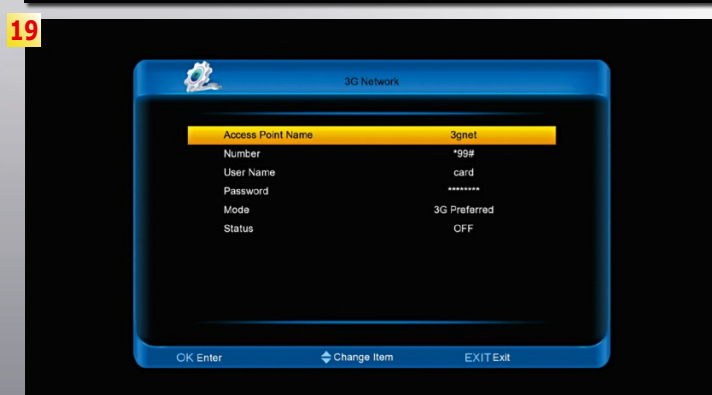 19
3G Network
Access Point Name 3gnet
Number *99#
User Name card
Password ********
Mode 3G Preferred
Status OFF
OK Enter Change Item EXIT Exit